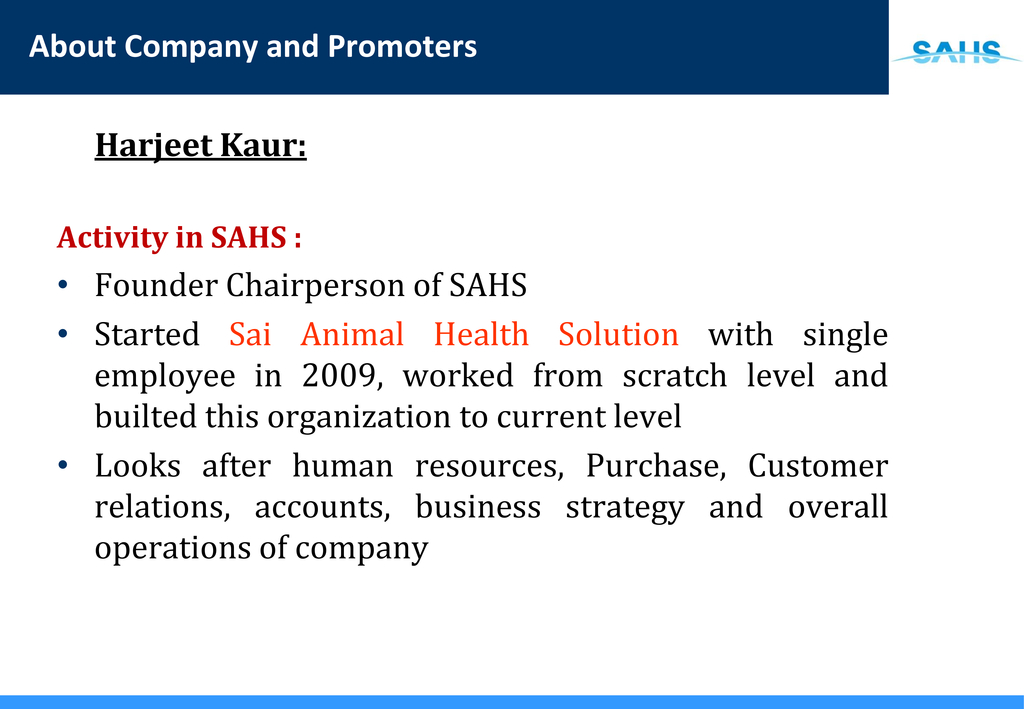 About Company and Promoters
SAHS
Harjeet Kaur:
Activity in SAHS :
• Founder Chairperson of SAHS
• Started Sai Animal Health Solution with single
employee in 2009, worked from scratch level and
builted this organization to current level
• Looks after human resources, Purchase, Customer
relations, accounts, business strategy and overall
operations of company